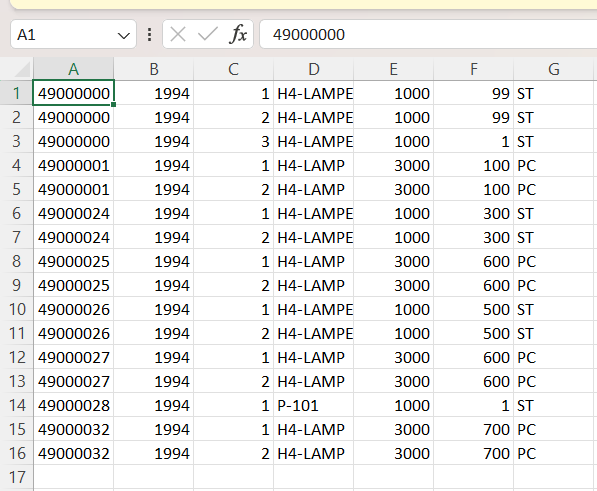 A1 fx 49000000
A B C D E F G
1 49000000 1994 1 H4-LAMPE 1000 99 ST
2 49000000 1994 2 H4-LAMPE 1000 99 ST
3 49000000 1994 3 H4-LAMPE 1000 1 ST
4 49000001 1994 1 H4-LAMP 3000 100 PC
5 49000001 1994 2 H4-LAMP 3000 100 PC
6 49000024 1994 1 H4-LAMPE 1000 300 ST
7 49000024 1994 2 H4-LAMPE 1000 300 ST
8 49000025 1994 1 H4-LAMP 3000 600 PC
9 49000025 1994 2 H4-LAMP 3000 600 PC
10 49000026 1994 1 H4-LAMPE 1000 500 ST
11 49000026 1994 2 H4-LAMPE 1000 500 ST
12 49000027 1994 1 H4-LAMP 3000 600 PC
13 49000027 1994 2 H4-LAMP 3000 600 PC
14 49000028 1994 1 P-101 1000 1 ST
15 49000032 1994 1 H4-LAMP 3000 700 PC
16 49000032 1994 2 H4-LAMP 3000 700 PC
17